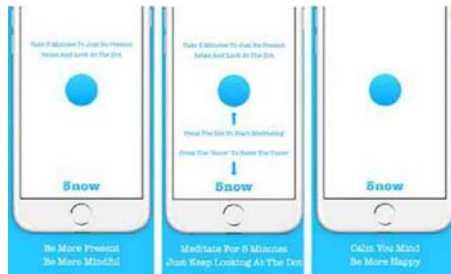 Take 5 Minutes To Just Be Present
Relax And Look At The Dot
5now
Be More Present
Be More Mindful
Take 5 Minutes To Just Be Present
Relax And Look At The Dot
Press The Dot To Start Meditating
Press The "5now" To Reset The Timer
5now
Meditate For 5 Minutes
Just Keep Looking At The Dot
5now
Calm You Mind
Be More Happy